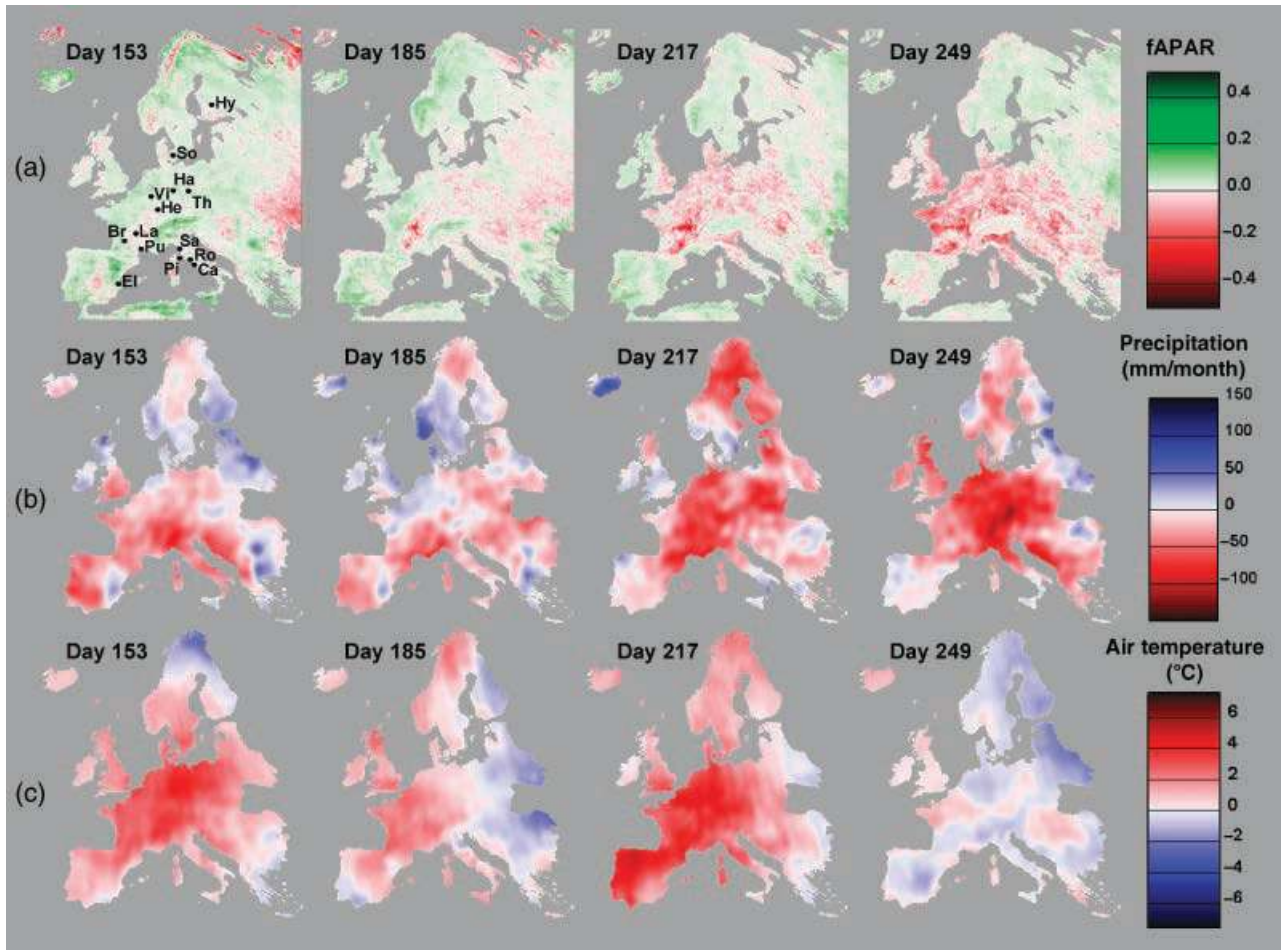 Day 153
Day 185
Day 217
Day 249
fAPAR
0.4
0.2
0.0
−0.2
−0.4
(a)
Hy
So
Ha
Vi
Th
He
Br
La
Pu
Sa
Ro
Pi
Ca
El
Day 153
Day 185
Day 217
Day 249
Precipitation
(mm/month)
150
100
50
0
−50
−100
(b)
Day 153
Day 185
Day 217
Day 249
Air temperature
(°C)
6
4
2
0
−2
−4
−6
(c)